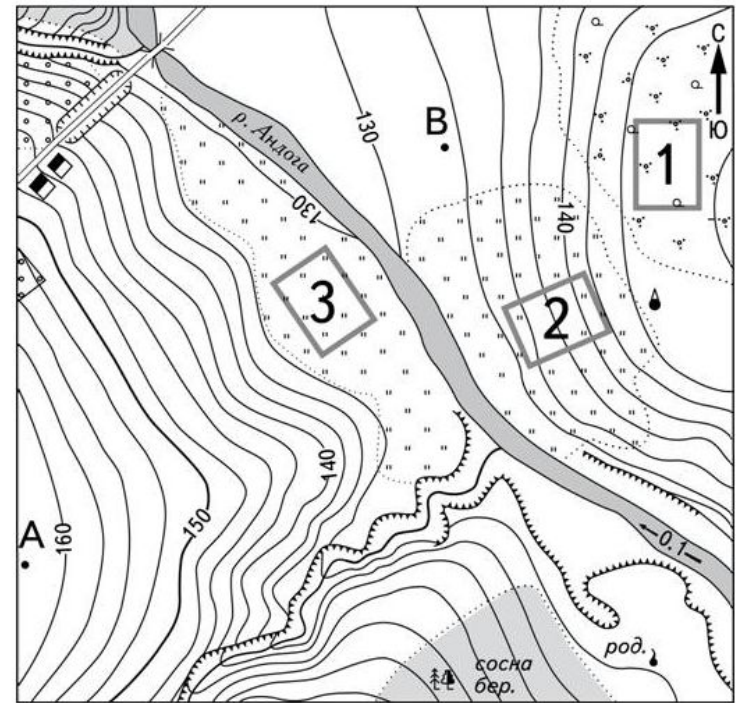 С
Ю
р. Андога
130
В
1
130
140
3
2
140
150
А
160
0.1
род.
сосна
бер.